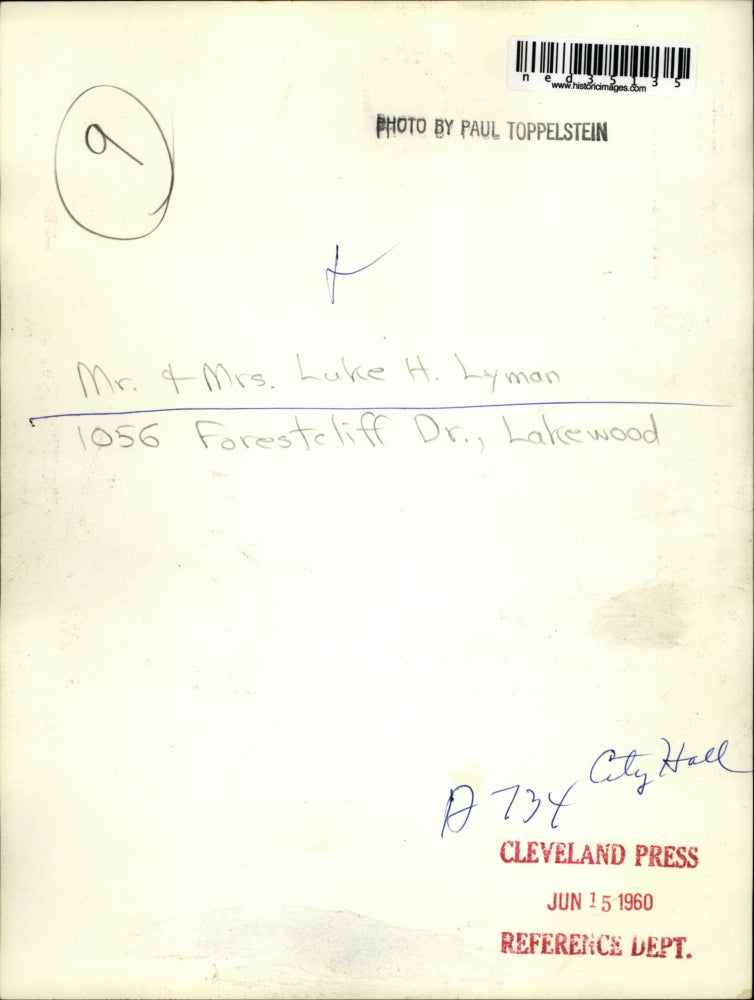 ned35135
www.historicimages.com
9
PHOTO BY PAUL TOPPELSTEIN
Mr. & Mrs. Luke H. Lyman
1056 Forestcliff Dr., Lakewood
City Hall
A 734
CLEVELAND PRESS
JUN 15 1960
REFERENCE DEPT.